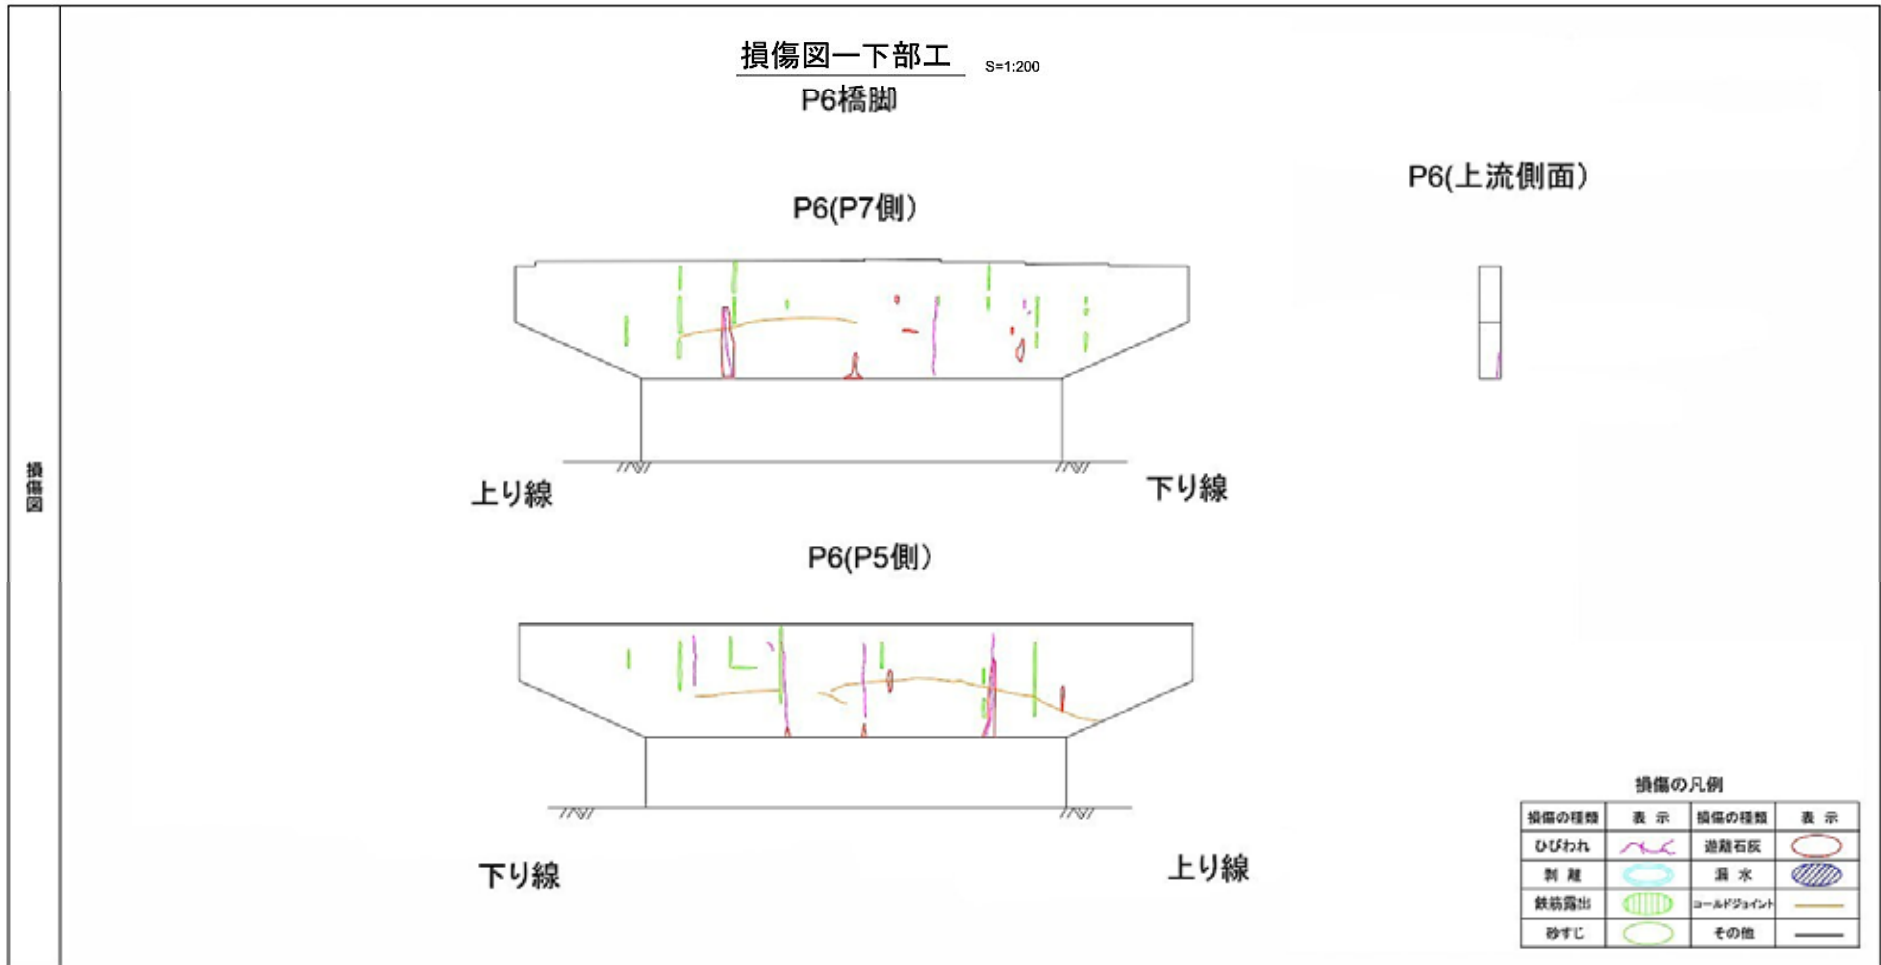 損傷図ー下部工 S=1:200
P6橋脚
P6(上流側面)
P6(P7側)
上り線 下り線
損傷図
P6(P5側)
下り線 上り線
損傷の凡例
損傷の種類 表 示 損傷の種類 表 示
ひびわれ 遊離石灰
剥 離 漏 水
鉄筋露出 コールドジョイント
砂すじ その他